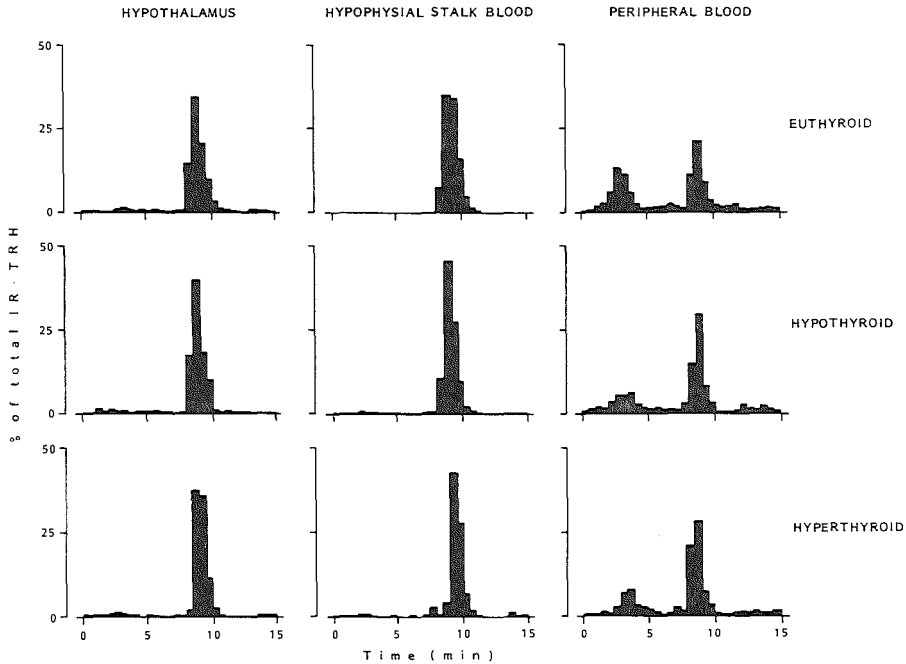 HYPOTHALAMUS HYPOPHYSIAL STALK BLOOD PERIPHERAL BLOOD
50
25
0
EUTHYROID
50
25
0
HYPOTHYROID
50
25
0
HYPERTHYROID
% of total IR-TRH
0 5 10 15 0 5 10 15 0 5 10 15
Time (min)